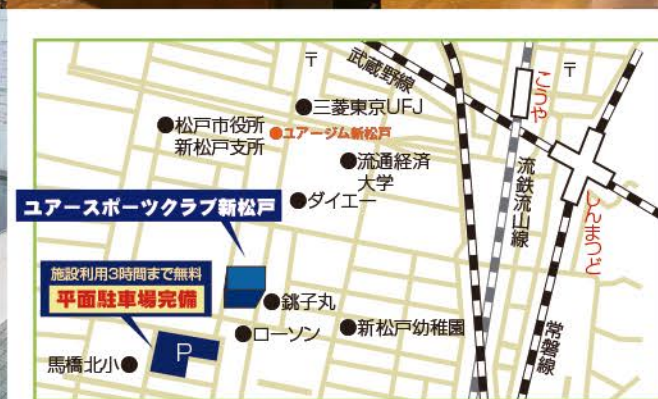 〒
武蔵野線
こうや
〒
●三菱東京UFJ
●松戸市役所
新松戸支所
●ユアージム新松戸
●流通経済
大学
流鉄流山線
しんまつど
●ダイエー
ユアースポーツクラブ新松戸
施設利用3時間まで無料
平面駐車場完備
●銚子丸
●ローソン
●新松戸幼稚園
常磐線
P
馬橋北小●